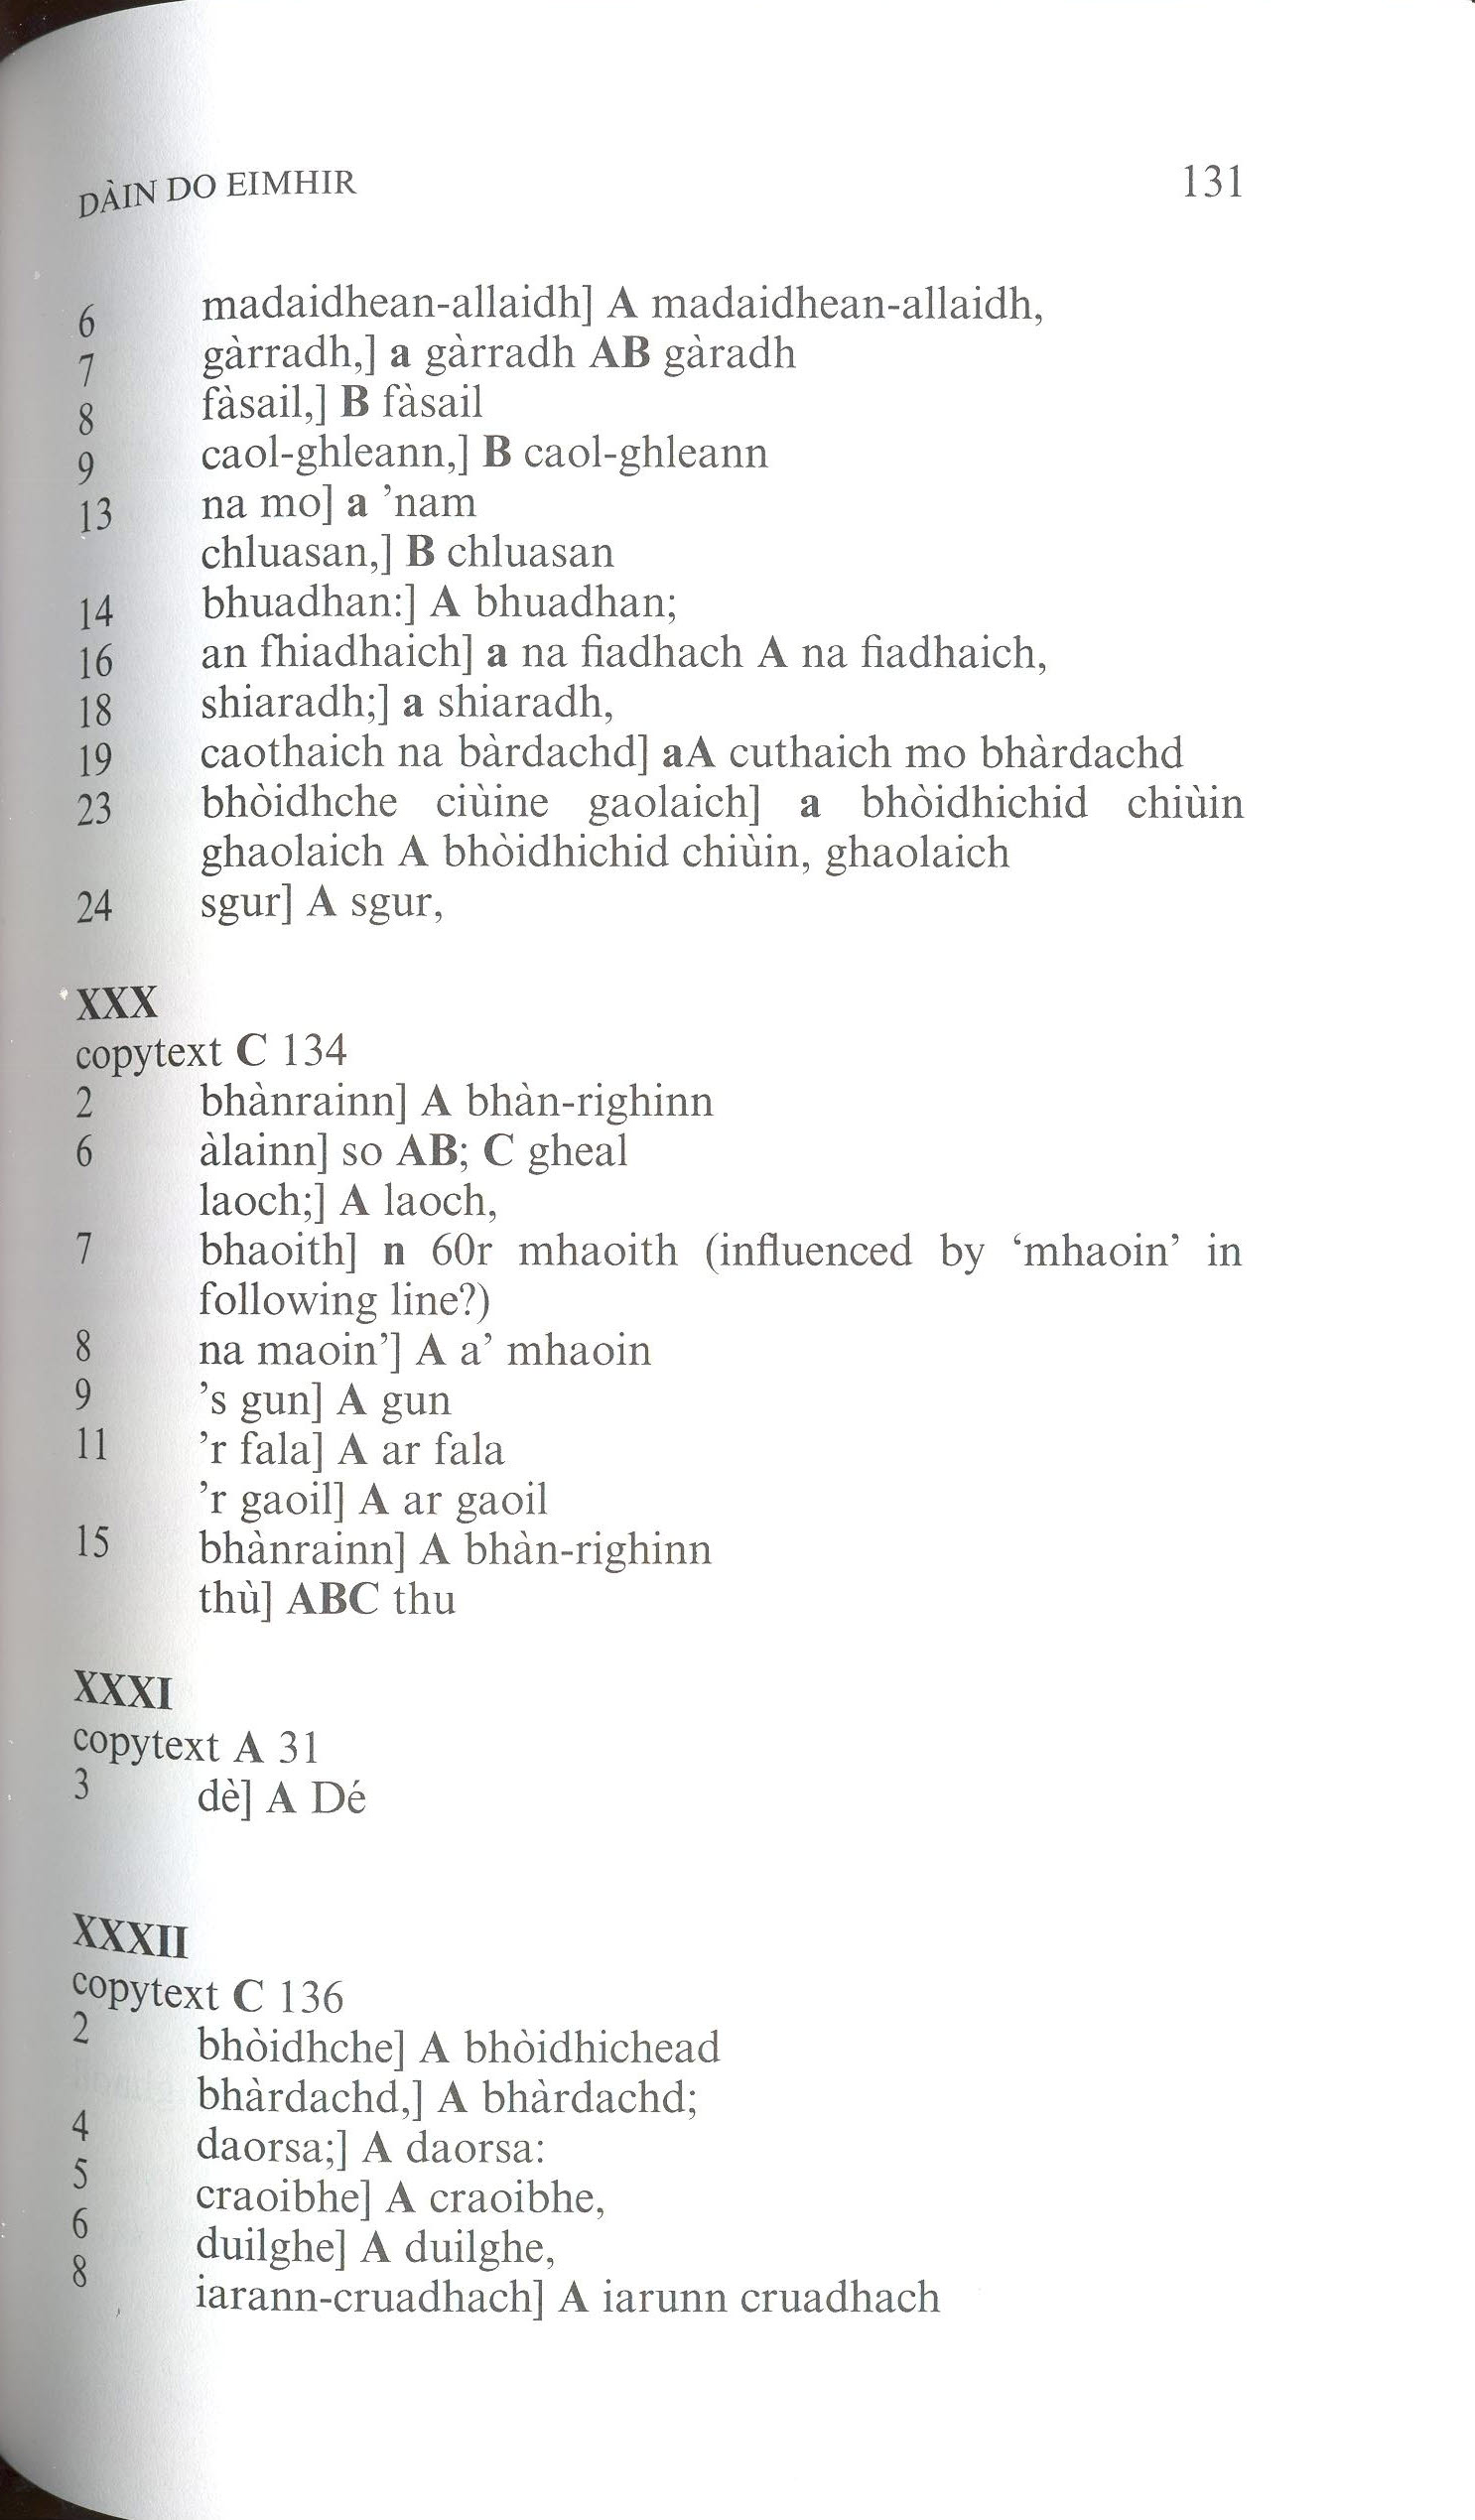 DÀIN DO EIMHIR 131
6 madaidhean-allaidh] A madaidhean-allaidh,
7 gàrradh,] a gàrradh AB gàradh
8 fàsail,] B fàsail
9 caol-ghleann,] B caol-ghleann
13 na mo] a ’nam
chluasan,] B chluasan
14 bhuadhan:] A bhuadhan;
16 an fhiadhaich] a na fiadhach A na fiadhaich,
18 shiaradh;] a shiaradh,
19 caothaich na bàrdachd] aA cuthaich mo bhàrdachd
23 bhòidhche ciùine gaolaich] a bhòidhichid chiùin
ghaolaich A bhòidhichid chiùin, ghaolaich
24 sgur] A sgur,
XXX
copytext C 134
2 bhànrainn] A bhàn-righinn
6 àlainn] so AB; C gheal
laoch;] A laoch,
7 bhaoith] n 60r mhaoith (influenced by ‘mhaoin’ in
following line?)
8 na maoin’] A a’ mhaoin
9 ’s gun] A gun
11 ’r fala] A ar fala
’r gaoil] A ar gaoil
15 bhànrainn] A bhàn-righinn
thù] ABC thu
XXXI
copytext A 31
3 dè] A Dé
XXXII
copytext C 136
2 bhòidhche] A bhòidhichead
bhàrdachd,] A bhàrdachd;
4 daorsa;] A daorsa:
5 craoibhe] A craoibhe,
6 duilghe] A duilghe,
8 iarann-cruadhach] A iarunn cruadhach